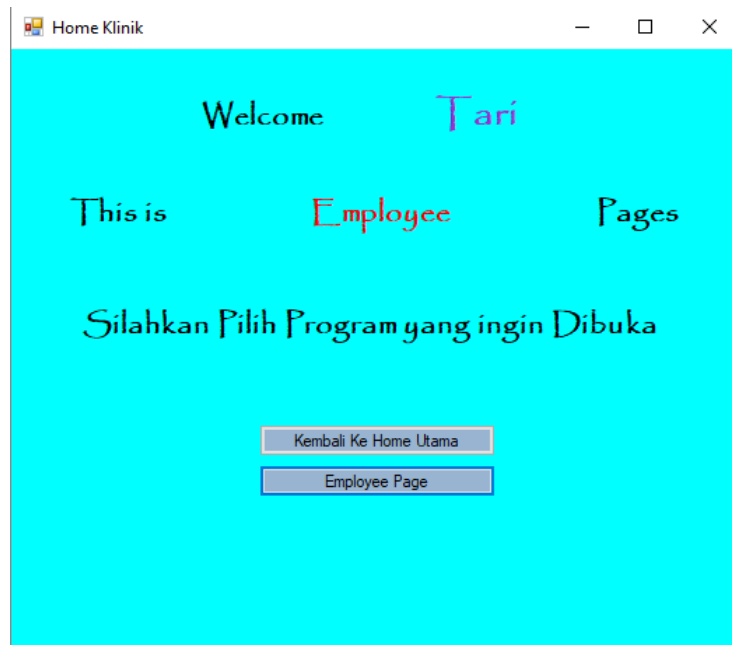 Home Klinik
Welcome Tari
This is Employee Pages
Silahkan Pilih Program yang ingin Dibuka
Kembali Ke Home Utama
Employee Page